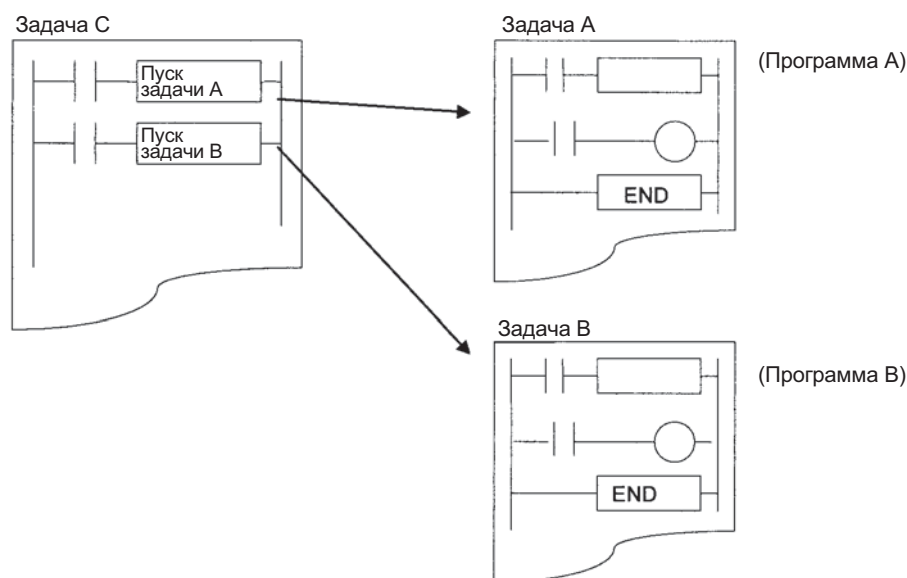 Задача C
Пуск
задачи A
Пуск
задачи B
Задача A
(Программа A)
END
Задача B
(Программа B)
END